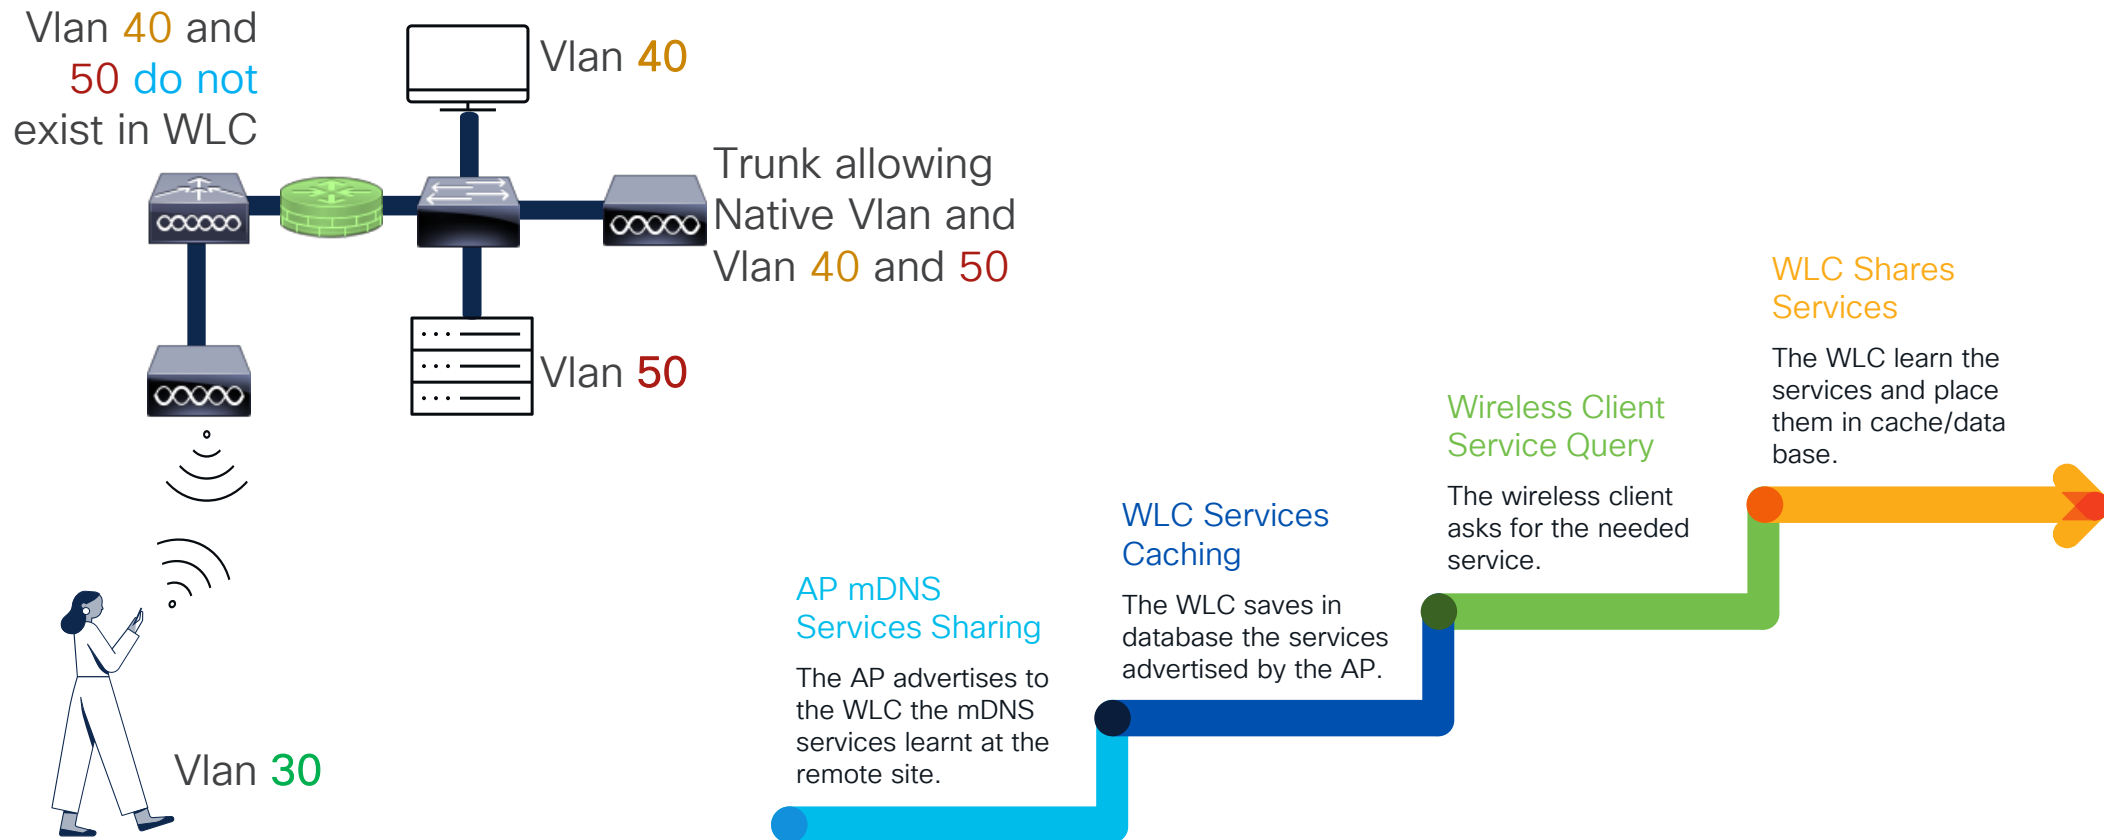 Vlan 40 and
50 do not
exist in WLC
Vlan 40
Trunk allowing
Native Vlan and
Vlan 40 and 50
Vlan 50
Vlan 30
AP mDNS
Services Sharing
The AP advertises to
the WLC the mDNS
services learnt at the
remote site.
WLC Services
Caching
The WLC saves in
database the services
advertised by the AP.
Wireless Client
Service Query
The wireless client
asks for the needed
service.
WLC Shares
Services
The WLC learn the
services and place
them in cache/data
base.